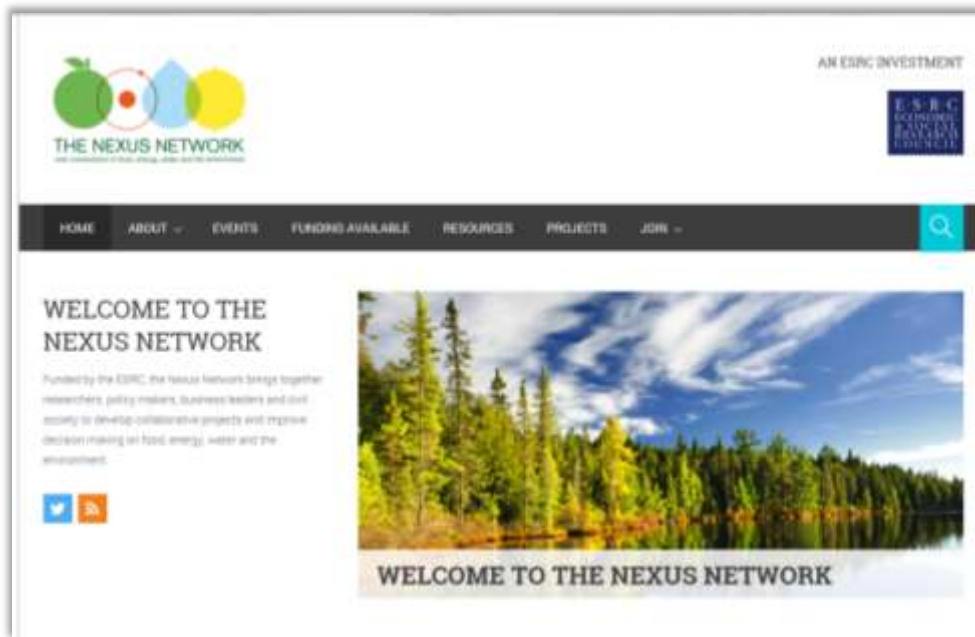 AN ESRC INVESTMENT
THE NEXUS NETWORK
E·S·R·C
ECONOMIC
& SOCIAL
RESEARCH
COUNCIL
HOME ABOUT EVENTS FUNDING AVAILABLE RESOURCES PROJECTS JOIN
WELCOME TO THE
NEXUS NETWORK
Funded by the ESRC, the Nexus Network brings together
researchers, policy makers, business leaders and civil
society to develop collaborative projects and improve
decision making on food, energy, water and the
environment.
WELCOME TO THE NEXUS NETWORK